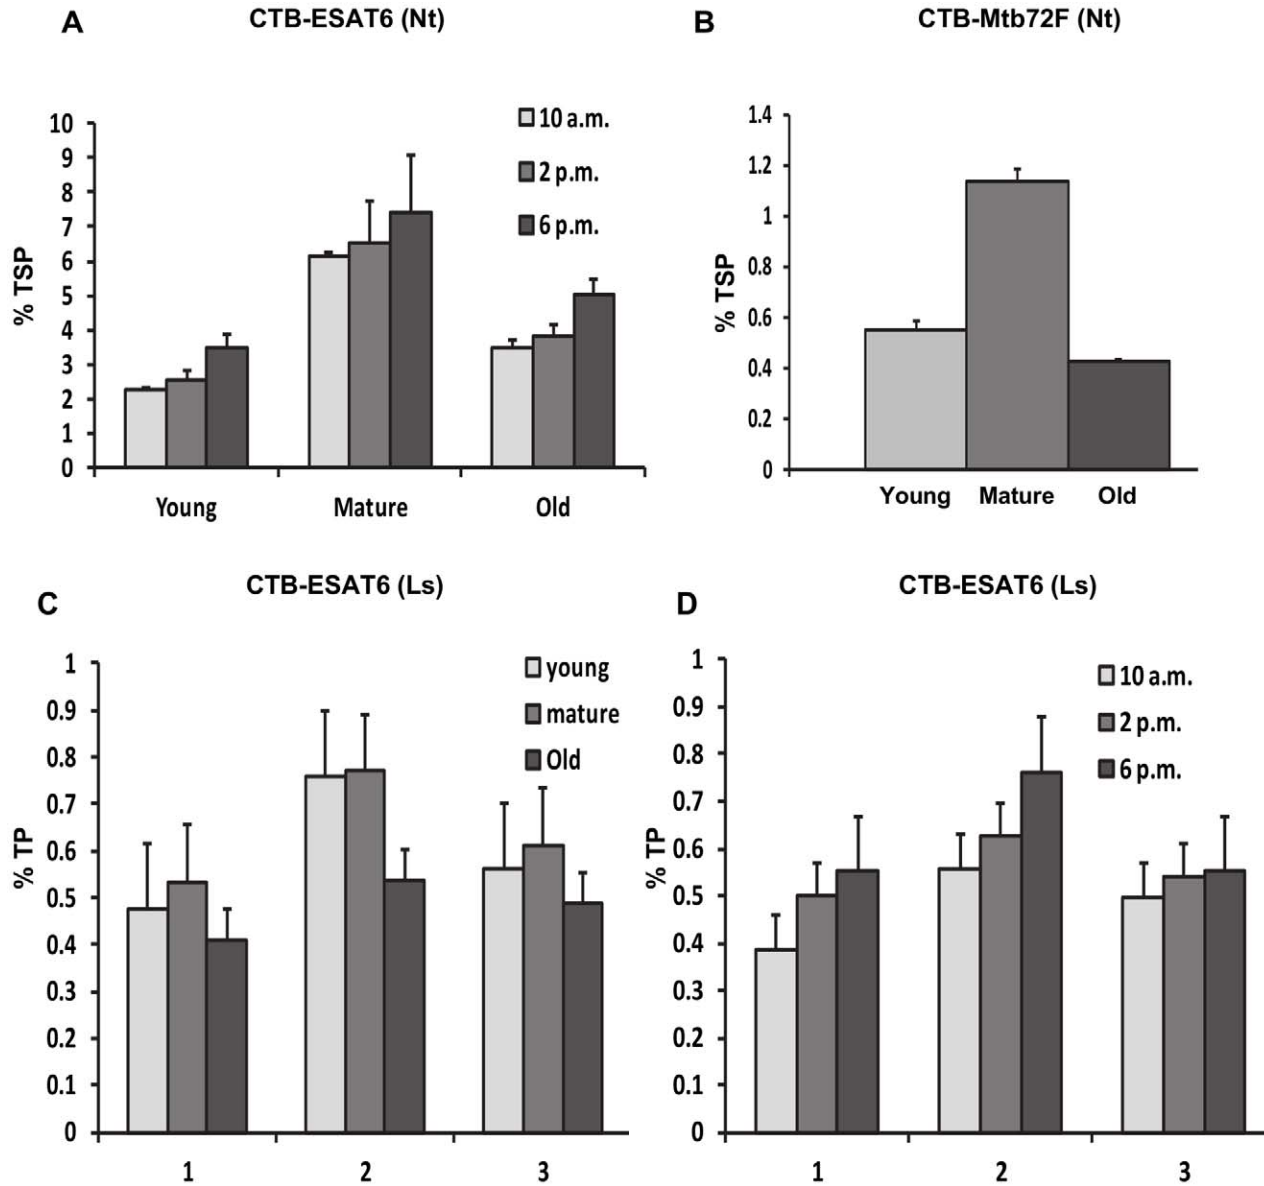 A
CTB-ESAT6 (Nt)
% TSP
10
9
8
7
6
5
4
3
2
1
0
10 a.m.
2 p.m.
6 p.m.
Young Mature Old
B
CTB-Mtb72F (Nt)
% TSP
1.4
1.2
1
0.8
0.6
0.4
0.2
0
Young Mature Old
C
CTB-ESAT6 (Ls)
% TP
1
0.9
0.8
0.7
0.6
0.5
0.4
0.3
0.2
0.1
0
young
mature
Old
1 2 3
D
CTB-ESAT6 (Ls)
% TP
1
0.9
0.8
0.7
0.6
0.5
0.4
0.3
0.2
0.1
0
10 a.m.
2 p.m.
6 p.m.
1 2 3